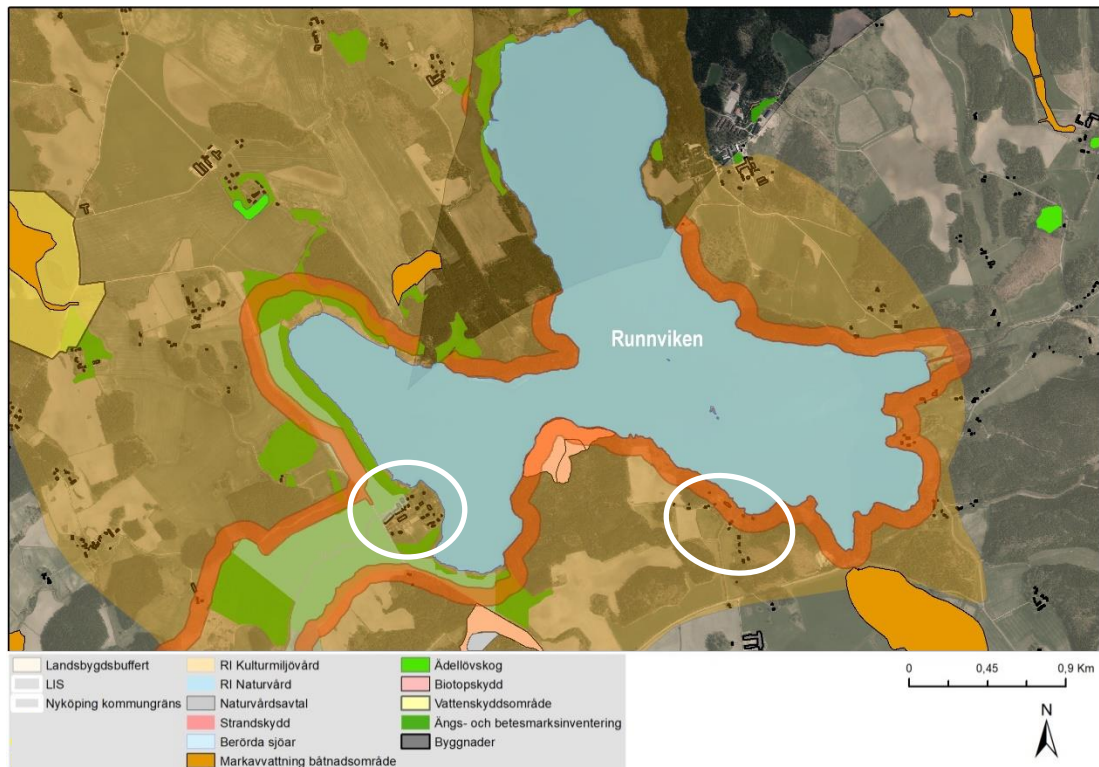 Runnviken
Landsbygdsbuffert
LIS
Nyköping kommungräns
RI Kulturmiljövård
RI Naturvård
Naturvårdsavtal
Strandskydd
Berörda sjöar
Markavvattning båtnadsområde
Ädellövskog
Biotopskydd
Vattenskyddsområde
Ängs- och betesmarksinventering
Byggnader
0 0,45 0,9 Km
N